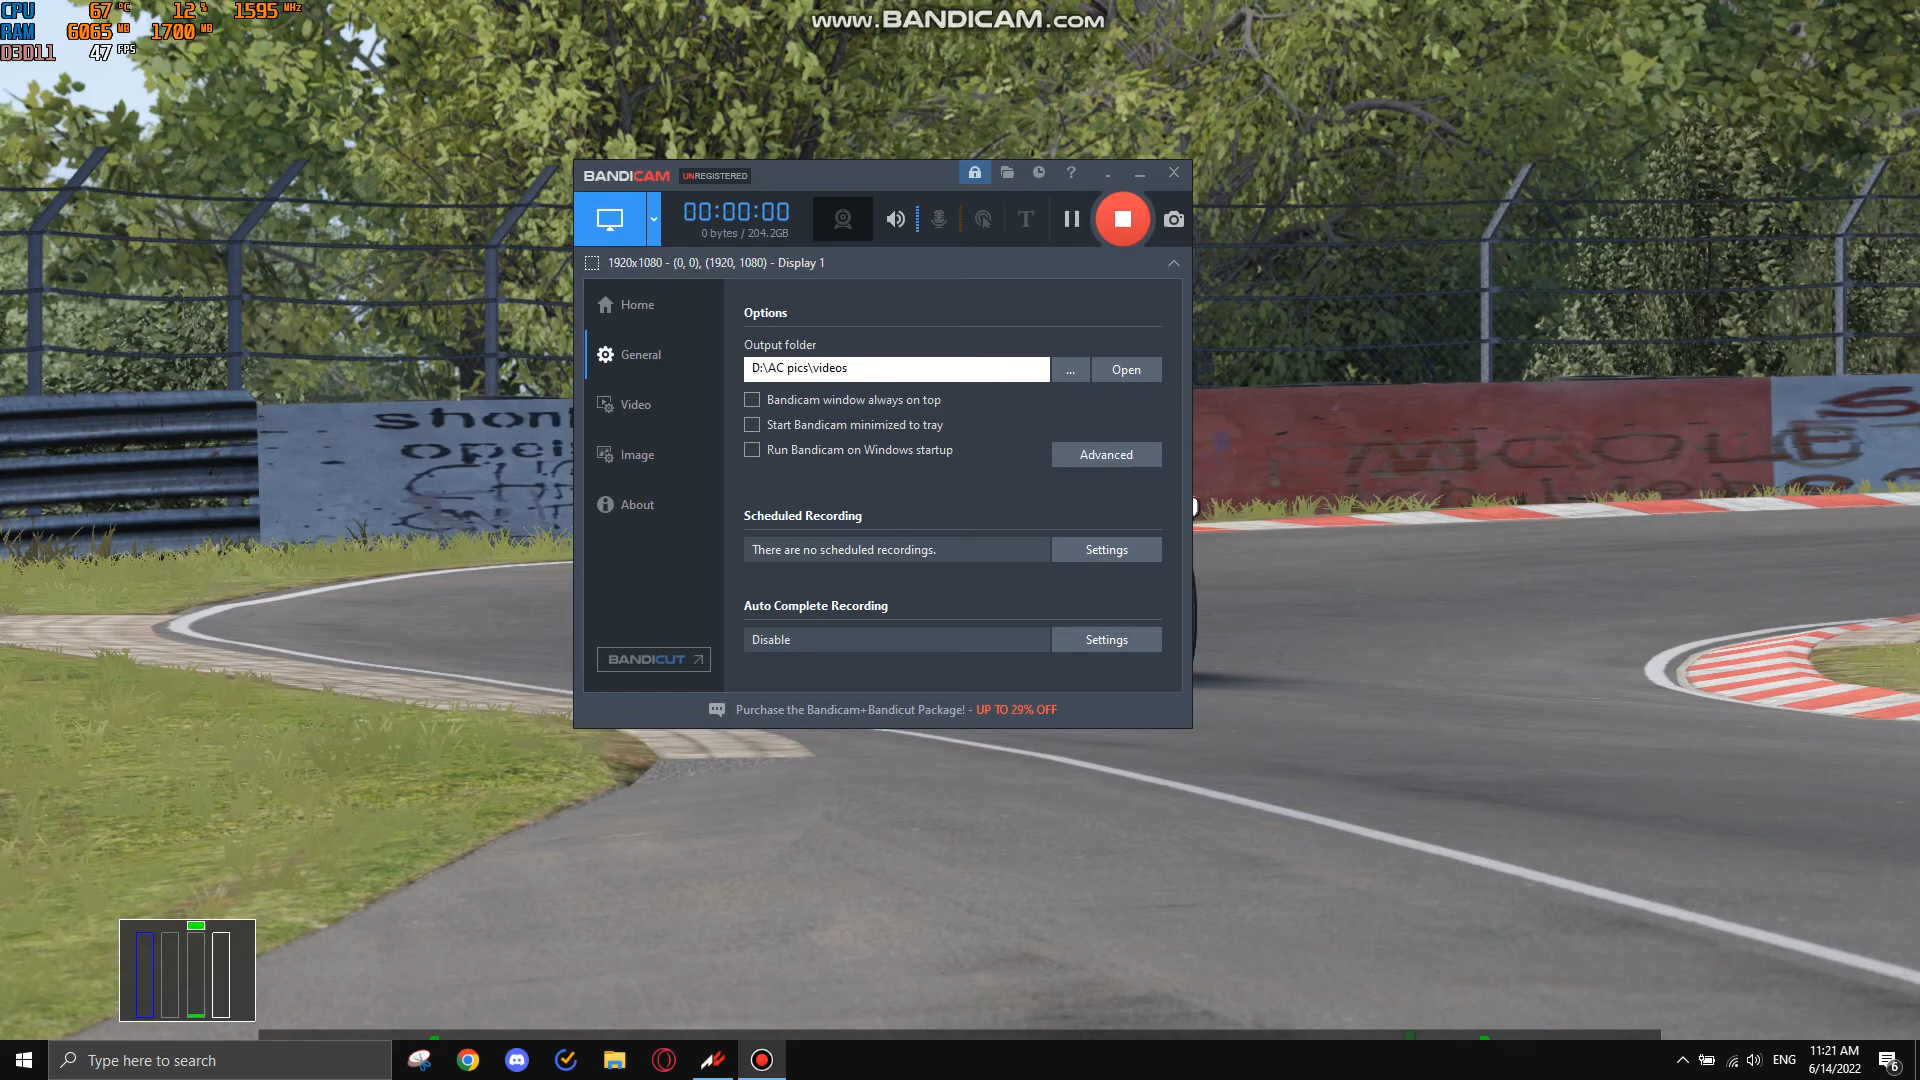 CPU 67 °C 12 % 1595 MHz
RAM 6065 MB 1700 MB
D3D11 47 FPS
www.BANDICAM.com
BANDICAM UNREGISTERED
?
00:00:00
0 bytes / 204.2GB
T
1920x1080 - (0, 0), (1920, 1080) - Display 1
Home
General
Video
Image
About
BANDICUT
Options
Output folder
D:\AC pics\videos
...
Open
Bandicam window always on top
Start Bandicam minimized to tray
Run Bandicam on Windows startup
Advanced
Scheduled Recording
There are no scheduled recordings.
Settings
Auto Complete Recording
Disable
Settings
Purchase the Bandicam+Bandicut Package! - UP TO 29% OFF
Type here to search
ENG
11:21 AM
6/14/2022
6